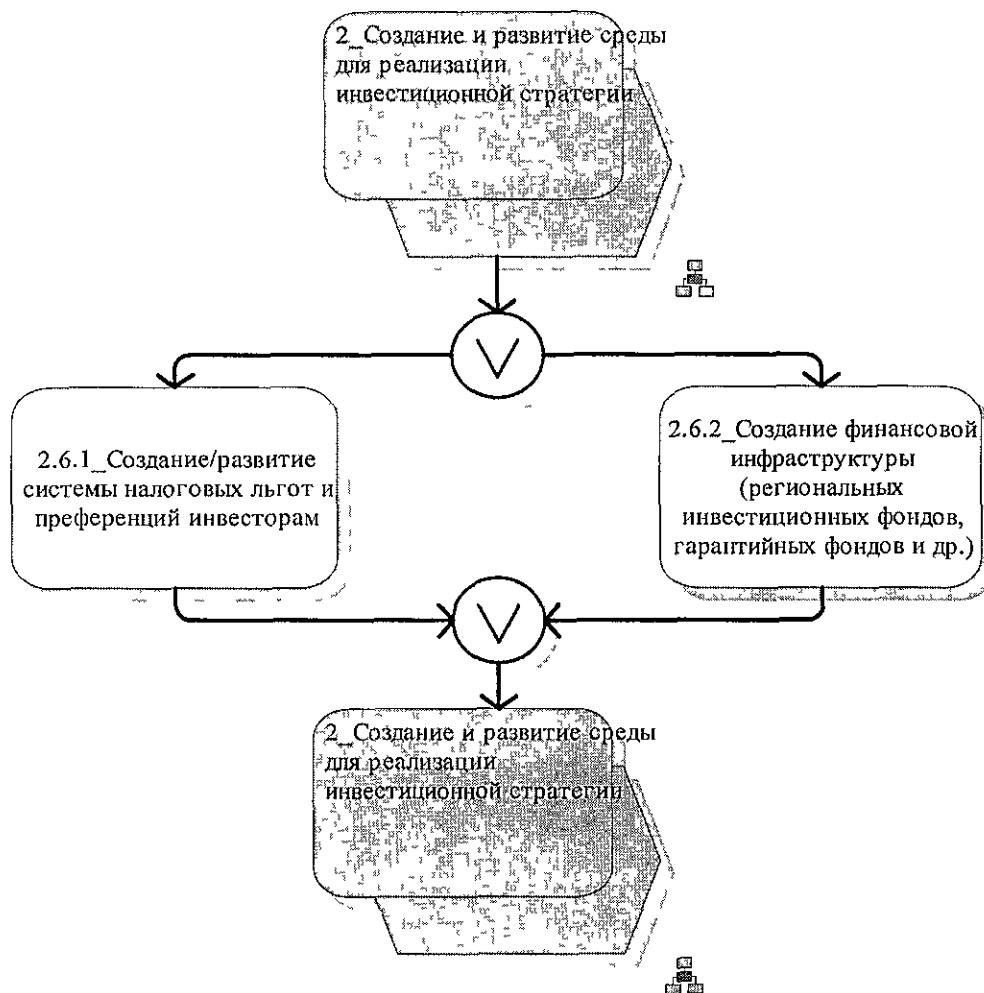 2_Создание и развитие среды
для реализации
инвестиционной стратегии
2.6.1_Создание/развитие
системы налоговых льгот и
преференций инвесторам
2.6.2_Создание финансовой
инфраструктуры
(региональных
инвестиционных фондов,
гарантийных фондов и др.)
2_Создание и развитие среды
для реализации
инвестиционной стратегии